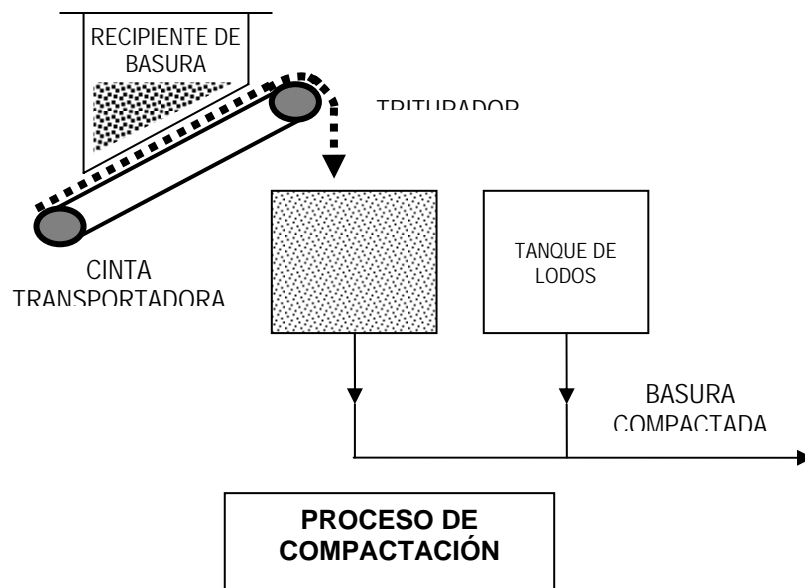 RECIPIENTE DE
BASURA
TRITURADOR
CINTA
TRANSPORTADORA
TANQUE DE
LODOS
BASURA
COMPACTADA
PROCESO DE
COMPACTACIÓN